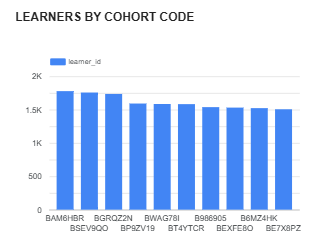 LEARNERS BY COHORT CODE
learner_id
2K
1.5K
1K
500
0
BAM6HBR BGRQZ2N BWAG78I B986905 B6MZ4HK
BSEV9QO BP9ZV19 BT4YTCR BEXFE8O BE7X8PZ